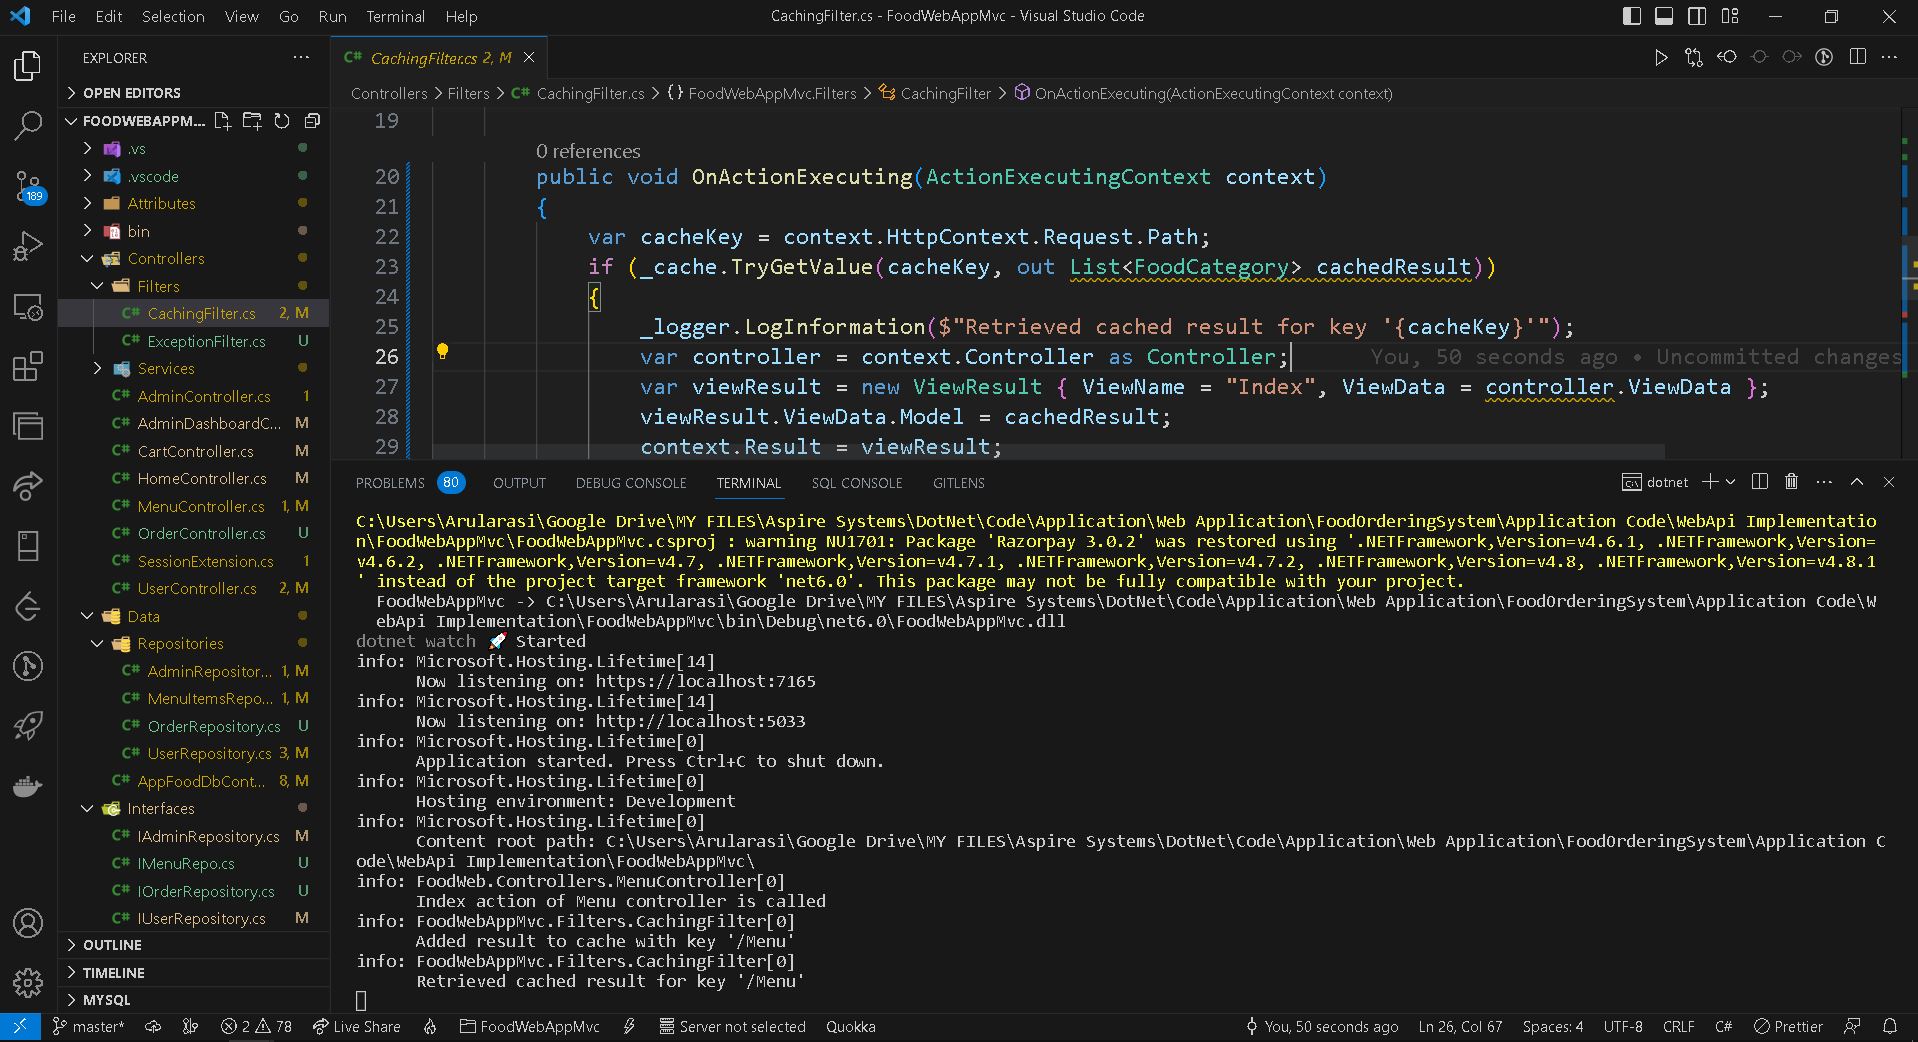 File Edit Selection View Go Run Terminal Help
CachingFilter.cs - FoodWebAppMvc - Visual Studio Code
EXPLORER
OPEN EDITORS
FOODWEBAPPM...
.vs
.vscode
Attributes
bin
Controllers
Filters
C# CachingFilter.cs 2, M
C# ExceptionFilter.cs U
Services
C# AdminController.cs 1
C# AdminDashboardC... M
C# CartController.cs M
C# HomeController.cs M
C# MenuController.cs 1, M
C# OrderController.cs U
C# SessionExtension.cs 1
C# UserController.cs 2, M
Data
Repositories
C# AdminRepositor... 1, M
C# MenuItemsRepo... 1, M
C# OrderRepository.cs U
C# UserRepository.cs 3, M
C# AppFoodDbCont... 8, M
Interfaces
C# IAdminRepository.cs M
C# IMenuRepo.cs U
C# IOrderRepository.cs U
C# IUserRepository.cs M
OUTLINE
TIMELINE
MYSQL
189
C# CachingFilter.cs 2, M
Controllers > Filters > C# CachingFilter.cs > {} FoodWebAppMvc.Filters > CachingFilter > OnActionExecuting(ActionExecutingContext context)
19
0 references
20 public void OnActionExecuting(ActionExecutingContext context)
21 {
22 var cacheKey = context.HttpContext.Request.Path;
23 if (_cache.TryGetValue(cacheKey, out List<FoodCategory> cachedResult))
24 {
25 _logger.LogInformation($"Retrieved cached result for key '{cacheKey}'");
26 var controller = context.Controller as Controller; You, 50 seconds ago • Uncommitted changes
27 var viewResult = new ViewResult { ViewName = "Index", ViewData = controller.ViewData };
28 viewResult.ViewData.Model = cachedResult;
29 context.Result = viewResult;
PROBLEMS 80 OUTPUT DEBUG CONSOLE TERMINAL SQL CONSOLE GITLENS dotnet
C:\Users\Arularasi\Google Drive\MY FILES\Aspire Systems\DotNet\Code\Application\Web Application\FoodOrderingSystem\Application Code\WebApi Implementatio
n\FoodWebAppMvc\FoodWebAppMvc.csproj : warning NU1701: Package 'Razorpay 3.0.2' was restored using '.NETFramework,Version=v4.6.1, .NETFramework,Version=
v4.6.2, .NETFramework,Version=v4.7, .NETFramework,Version=v4.7.1, .NETFramework,Version=v4.7.2, .NETFramework,Version=v4.8, .NETFramework,Version=v4.8.1
' instead of the project target framework 'net6.0'. This package may not be fully compatible with your project.
FoodWebAppMvc -> C:\Users\Arularasi\Google Drive\MY FILES\Aspire Systems\DotNet\Code\Application\Web Application\FoodOrderingSystem\Application Code\W
ebApi Implementation\FoodWebAppMvc\bin\Debug\net6.0\FoodWebAppMvc.dll
dotnet watch 🚀 Started
info: Microsoft.Hosting.Lifetime[14]
Now listening on: https://localhost:7165
info: Microsoft.Hosting.Lifetime[14]
Now listening on: http://localhost:5033
info: Microsoft.Hosting.Lifetime[0]
Application started. Press Ctrl+C to shut down.
info: Microsoft.Hosting.Lifetime[0]
Hosting environment: Development
info: Microsoft.Hosting.Lifetime[0]
Content root path: C:\Users\Arularasi\Google Drive\MY FILES\Aspire Systems\DotNet\Code\Application\Web Application\FoodOrderingSystem\Application C
ode\WebApi Implementation\FoodWebAppMvc\
info: FoodWeb.Controllers.MenuController[0]
Index action of Menu controller is called
info: FoodWebAppMvc.Filters.CachingFilter[0]
Added result to cache with key '/Menu'
info: FoodWebAppMvc.Filters.CachingFilter[0]
Retrieved cached result for key '/Menu'
master* 2 78 Live Share FoodWebAppMvc Server not selected Quokka You, 50 seconds ago Ln 26, Col 67 Spaces: 4 UTF-8 CRLF C# Prettier